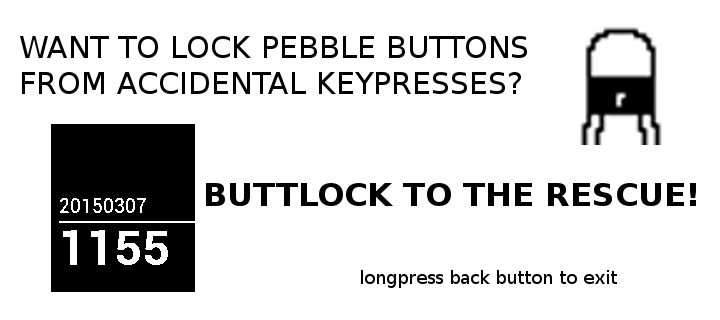 WANT TO LOCK PEBBLE BUTTONS
FROM ACCIDENTAL KEYPRESSES?
r
20150307
1155
BUTTLOCK TO THE RESCUE!
longpress back button to exit